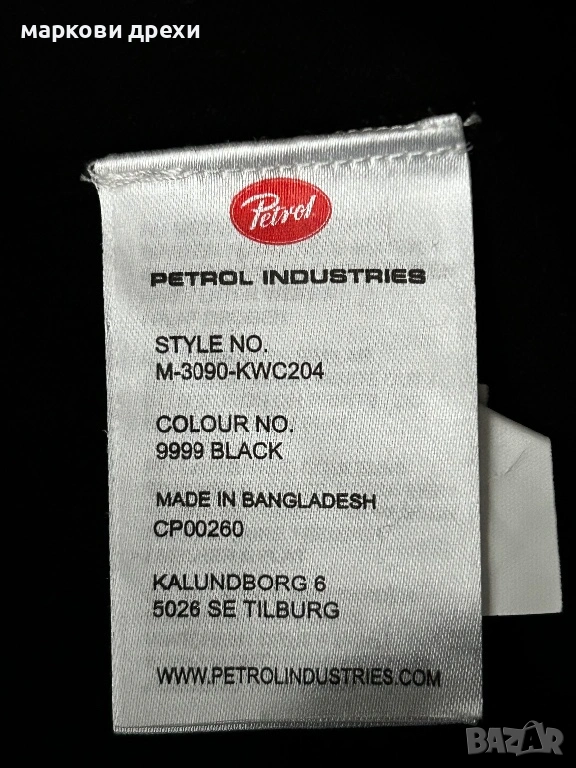 маркови дрехи
Petrol
PETROL INDUSTRIES
STYLE NO.
M-3090-KWC204
COLOUR NO.
9999 BLACK
MADE IN BANGLADESH
CP00260
KALUNDBORG 6
5026 SE TILBURG
WWW.PETROLINDUSTRIES.COM
BAZAR